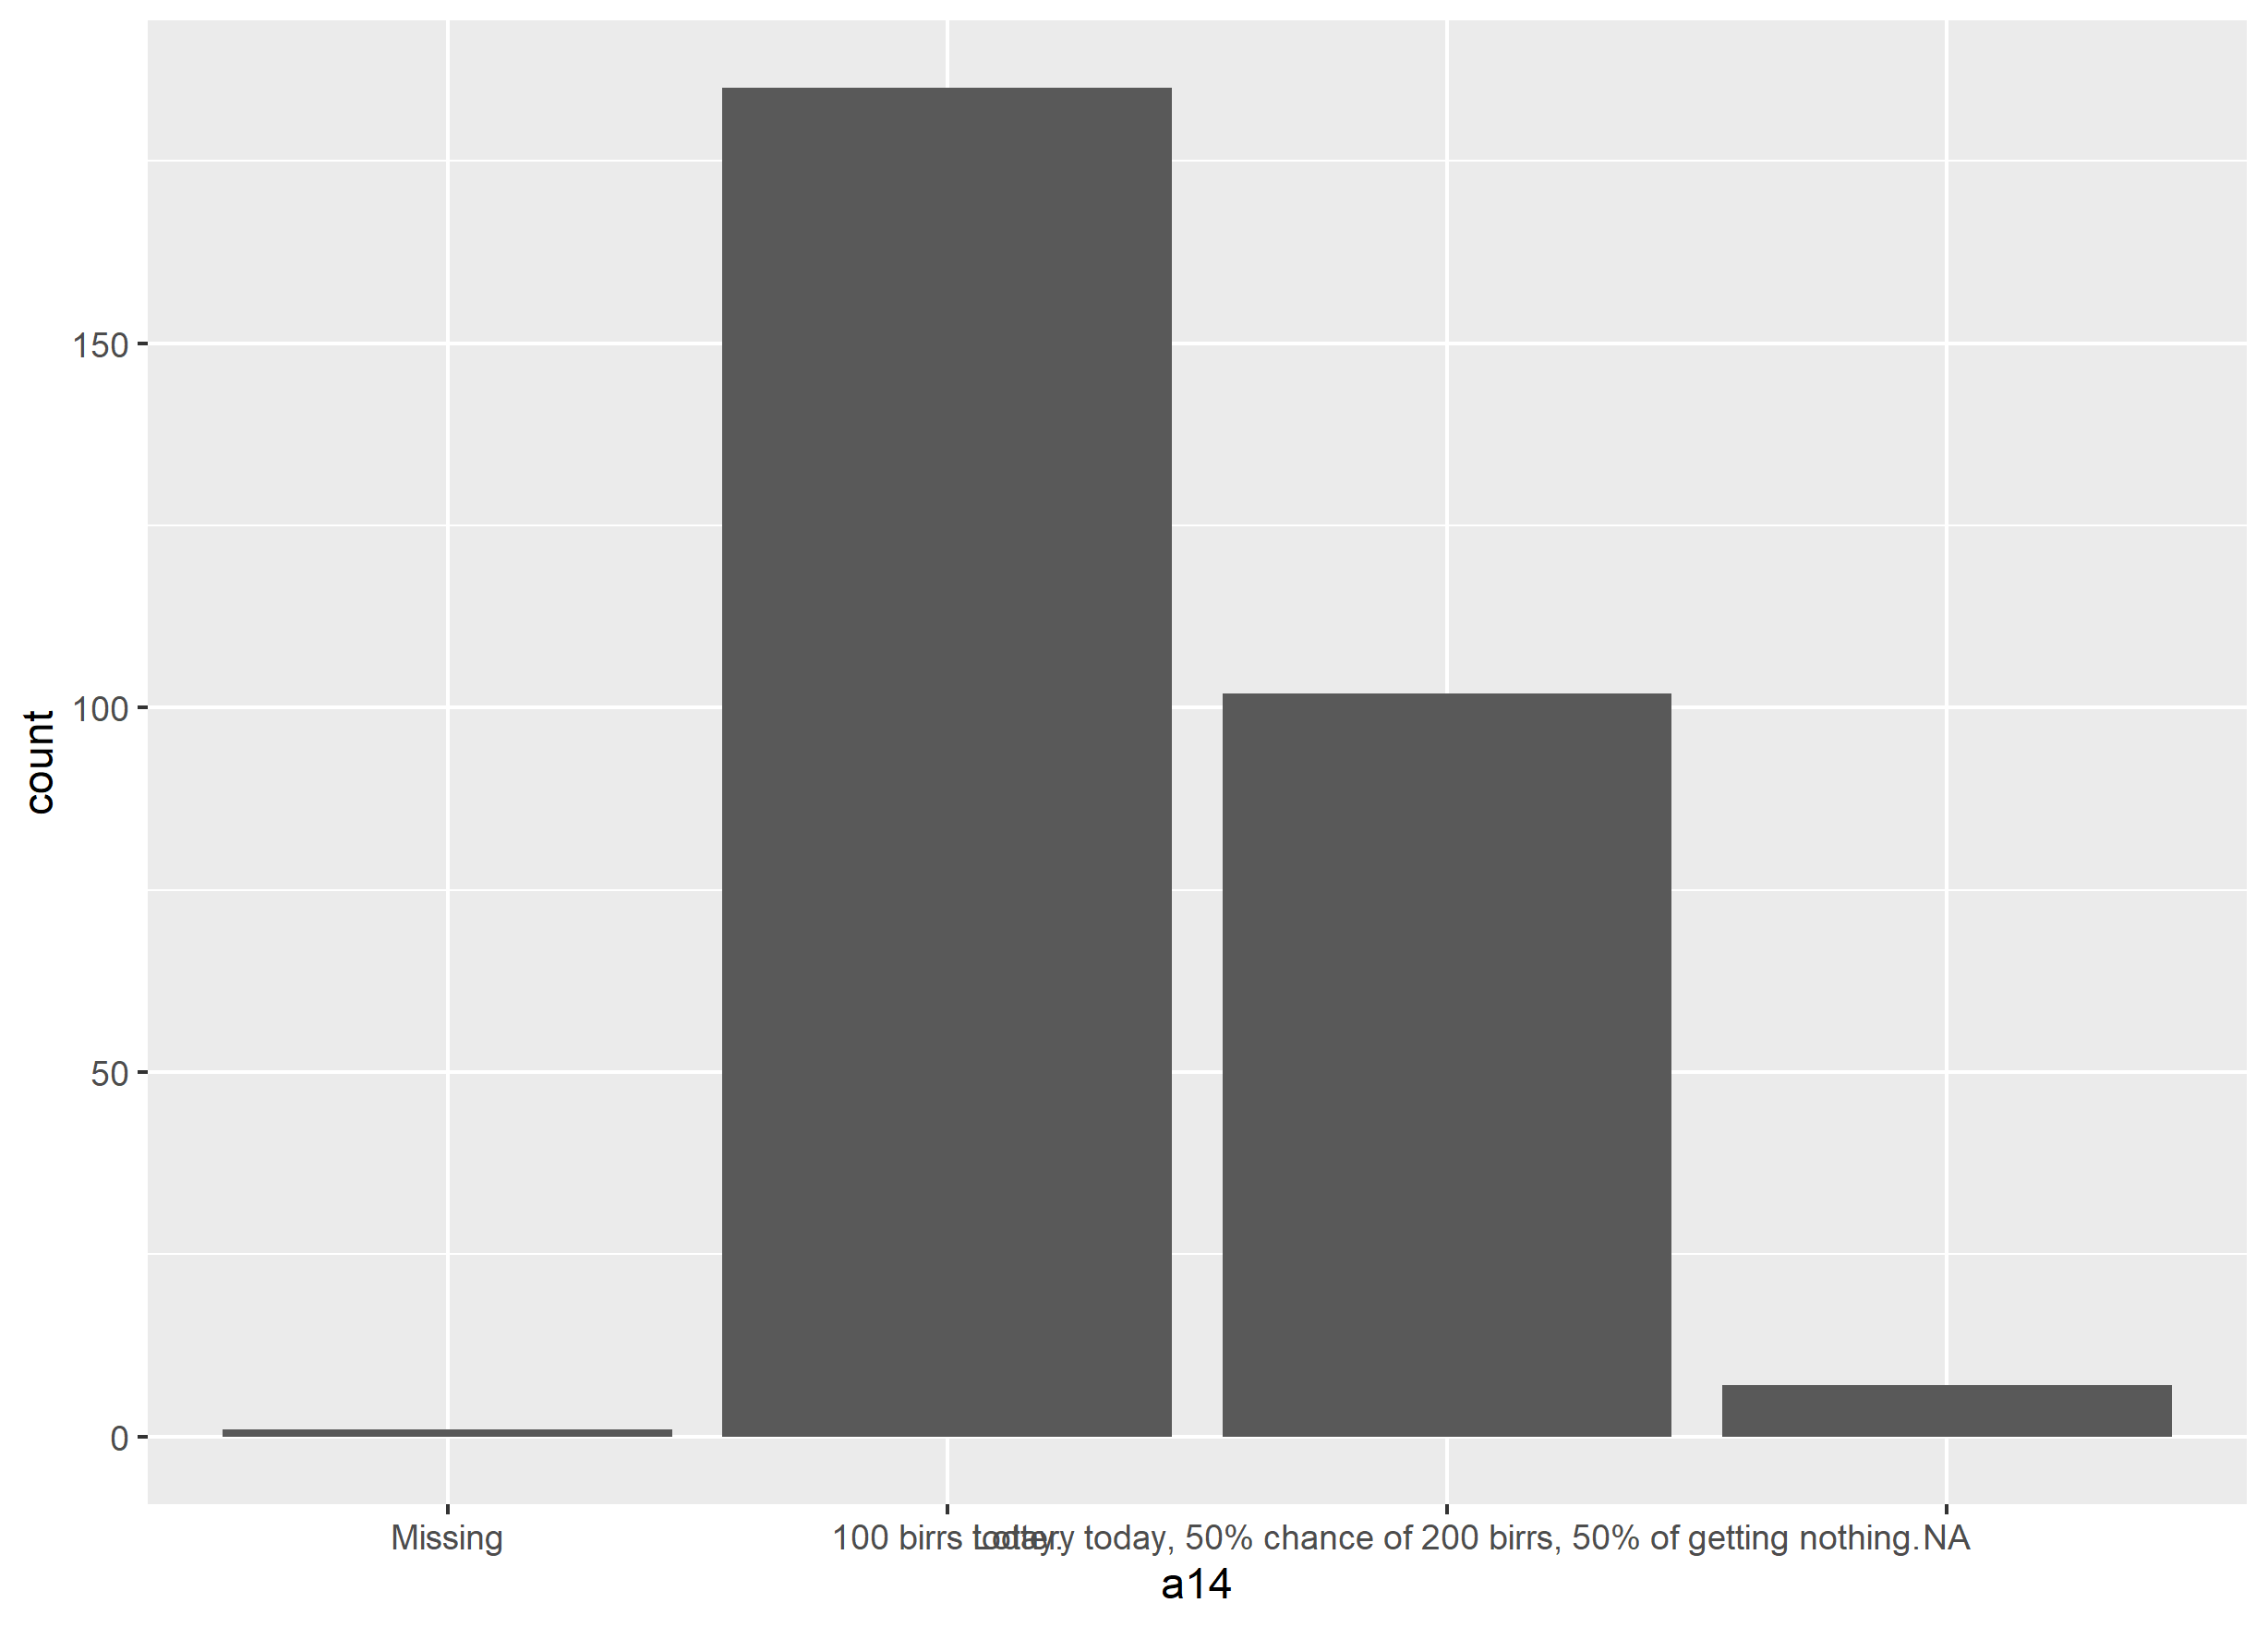 count
150
100
50
0
Missing
100 birrs today.
Lottery today, 50% chance of 200 birrs, 50% of getting nothing.
NA
a14